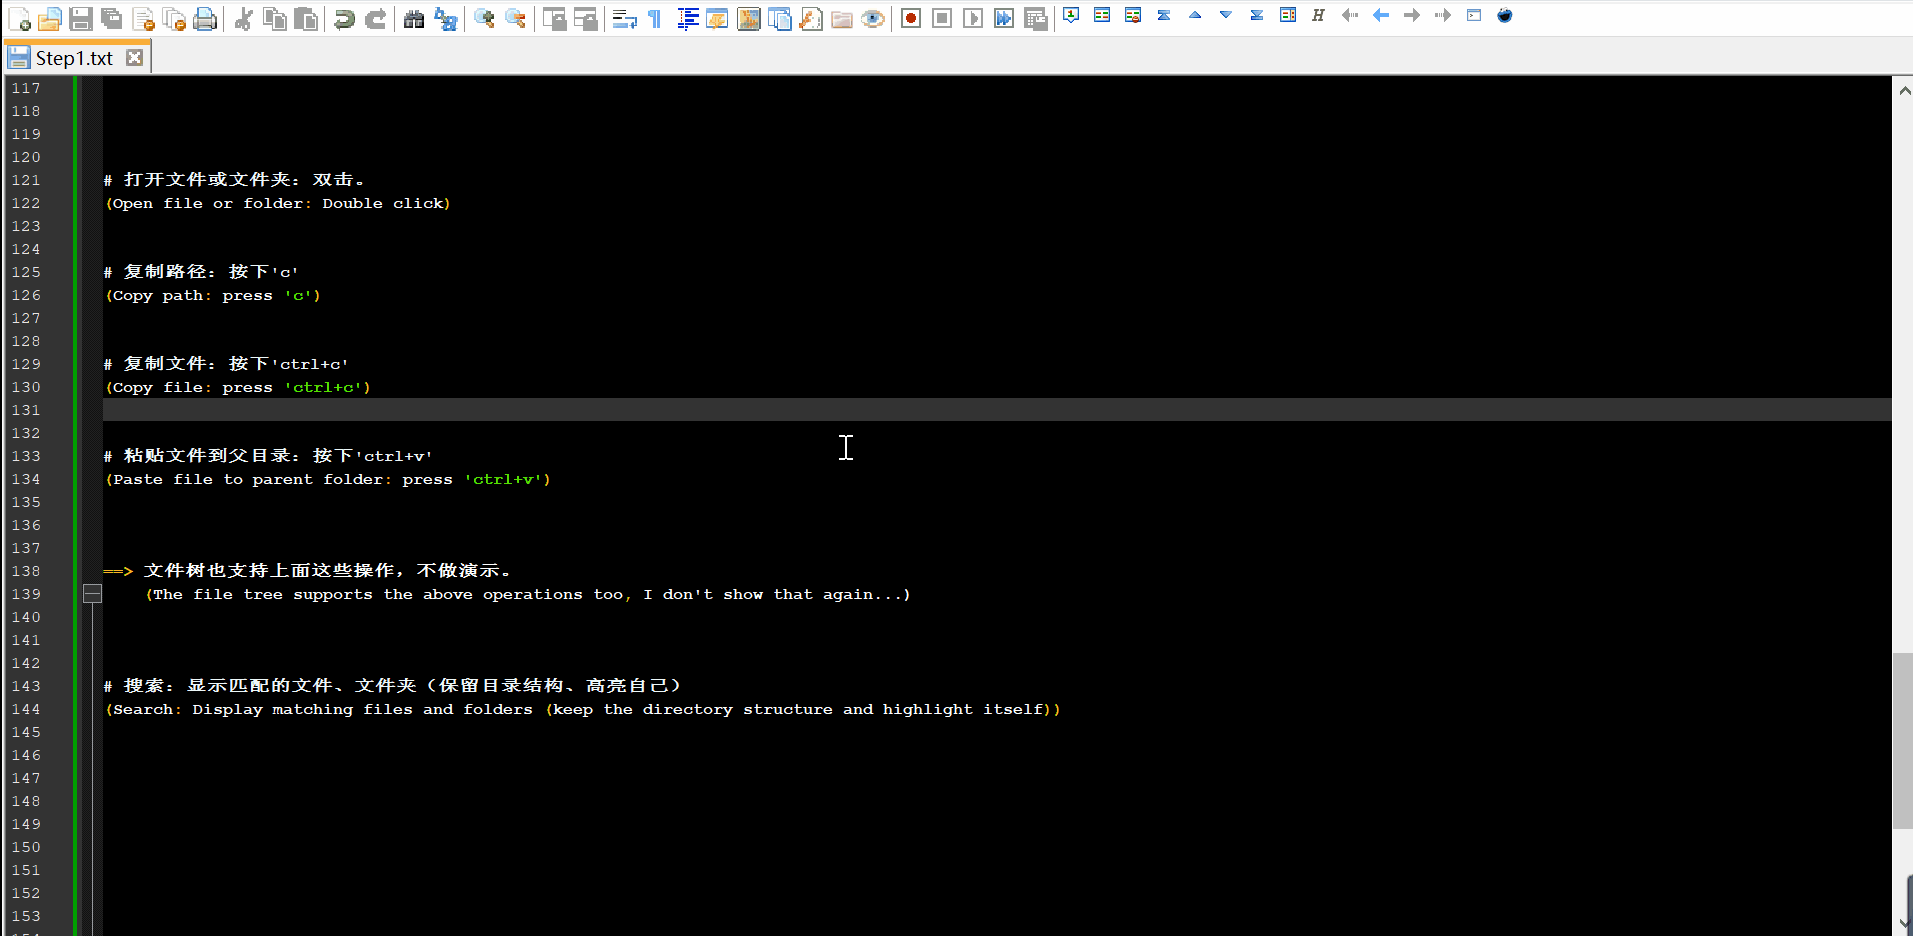 Step1.txt
117
118
119
120
121 # 打开文件或文件夹：双击。
122 (Open file or folder: Double click)
123
124
125 # 复制路径：按下'c'
126 (Copy path: press 'c')
127
128
129 # 复制文件：按下'ctrl+c'
130 (Copy file: press 'ctrl+c')
131
132
133 # 粘贴文件到父目录：按下'ctrl+v'
134 (Paste file to parent folder: press 'ctrl+v')
135
136
137
138 ==> 文件树也支持上面这些操作，不做演示。
139 (The file tree supports the above operations too, I don't show that again...)
140
141
142
143 # 搜索：显示匹配的文件、文件夹（保留目录结构、高亮自己）
144 (Search: Display matching files and folders (keep the directory structure and highlight itself))
145
146
147
148
149
150
151
152
153